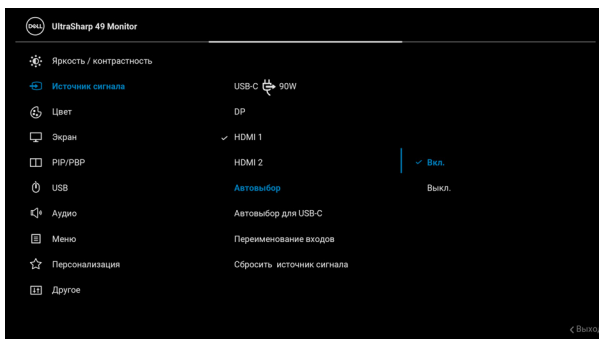 DELL UltraSharp 49 Monitor
Яркость / контрастность
Источник сигнала
USB-C 90W
Цвет
DP
Экран
HDMI 1
PIP/PBP
HDMI 2
Вкл.
USB
Автовыбор
Выкл.
Аудио
Автовыбор для USB-C
Меню
Переименование входов
Персонализация
Сбросить источник сигнала
Другое
Выход